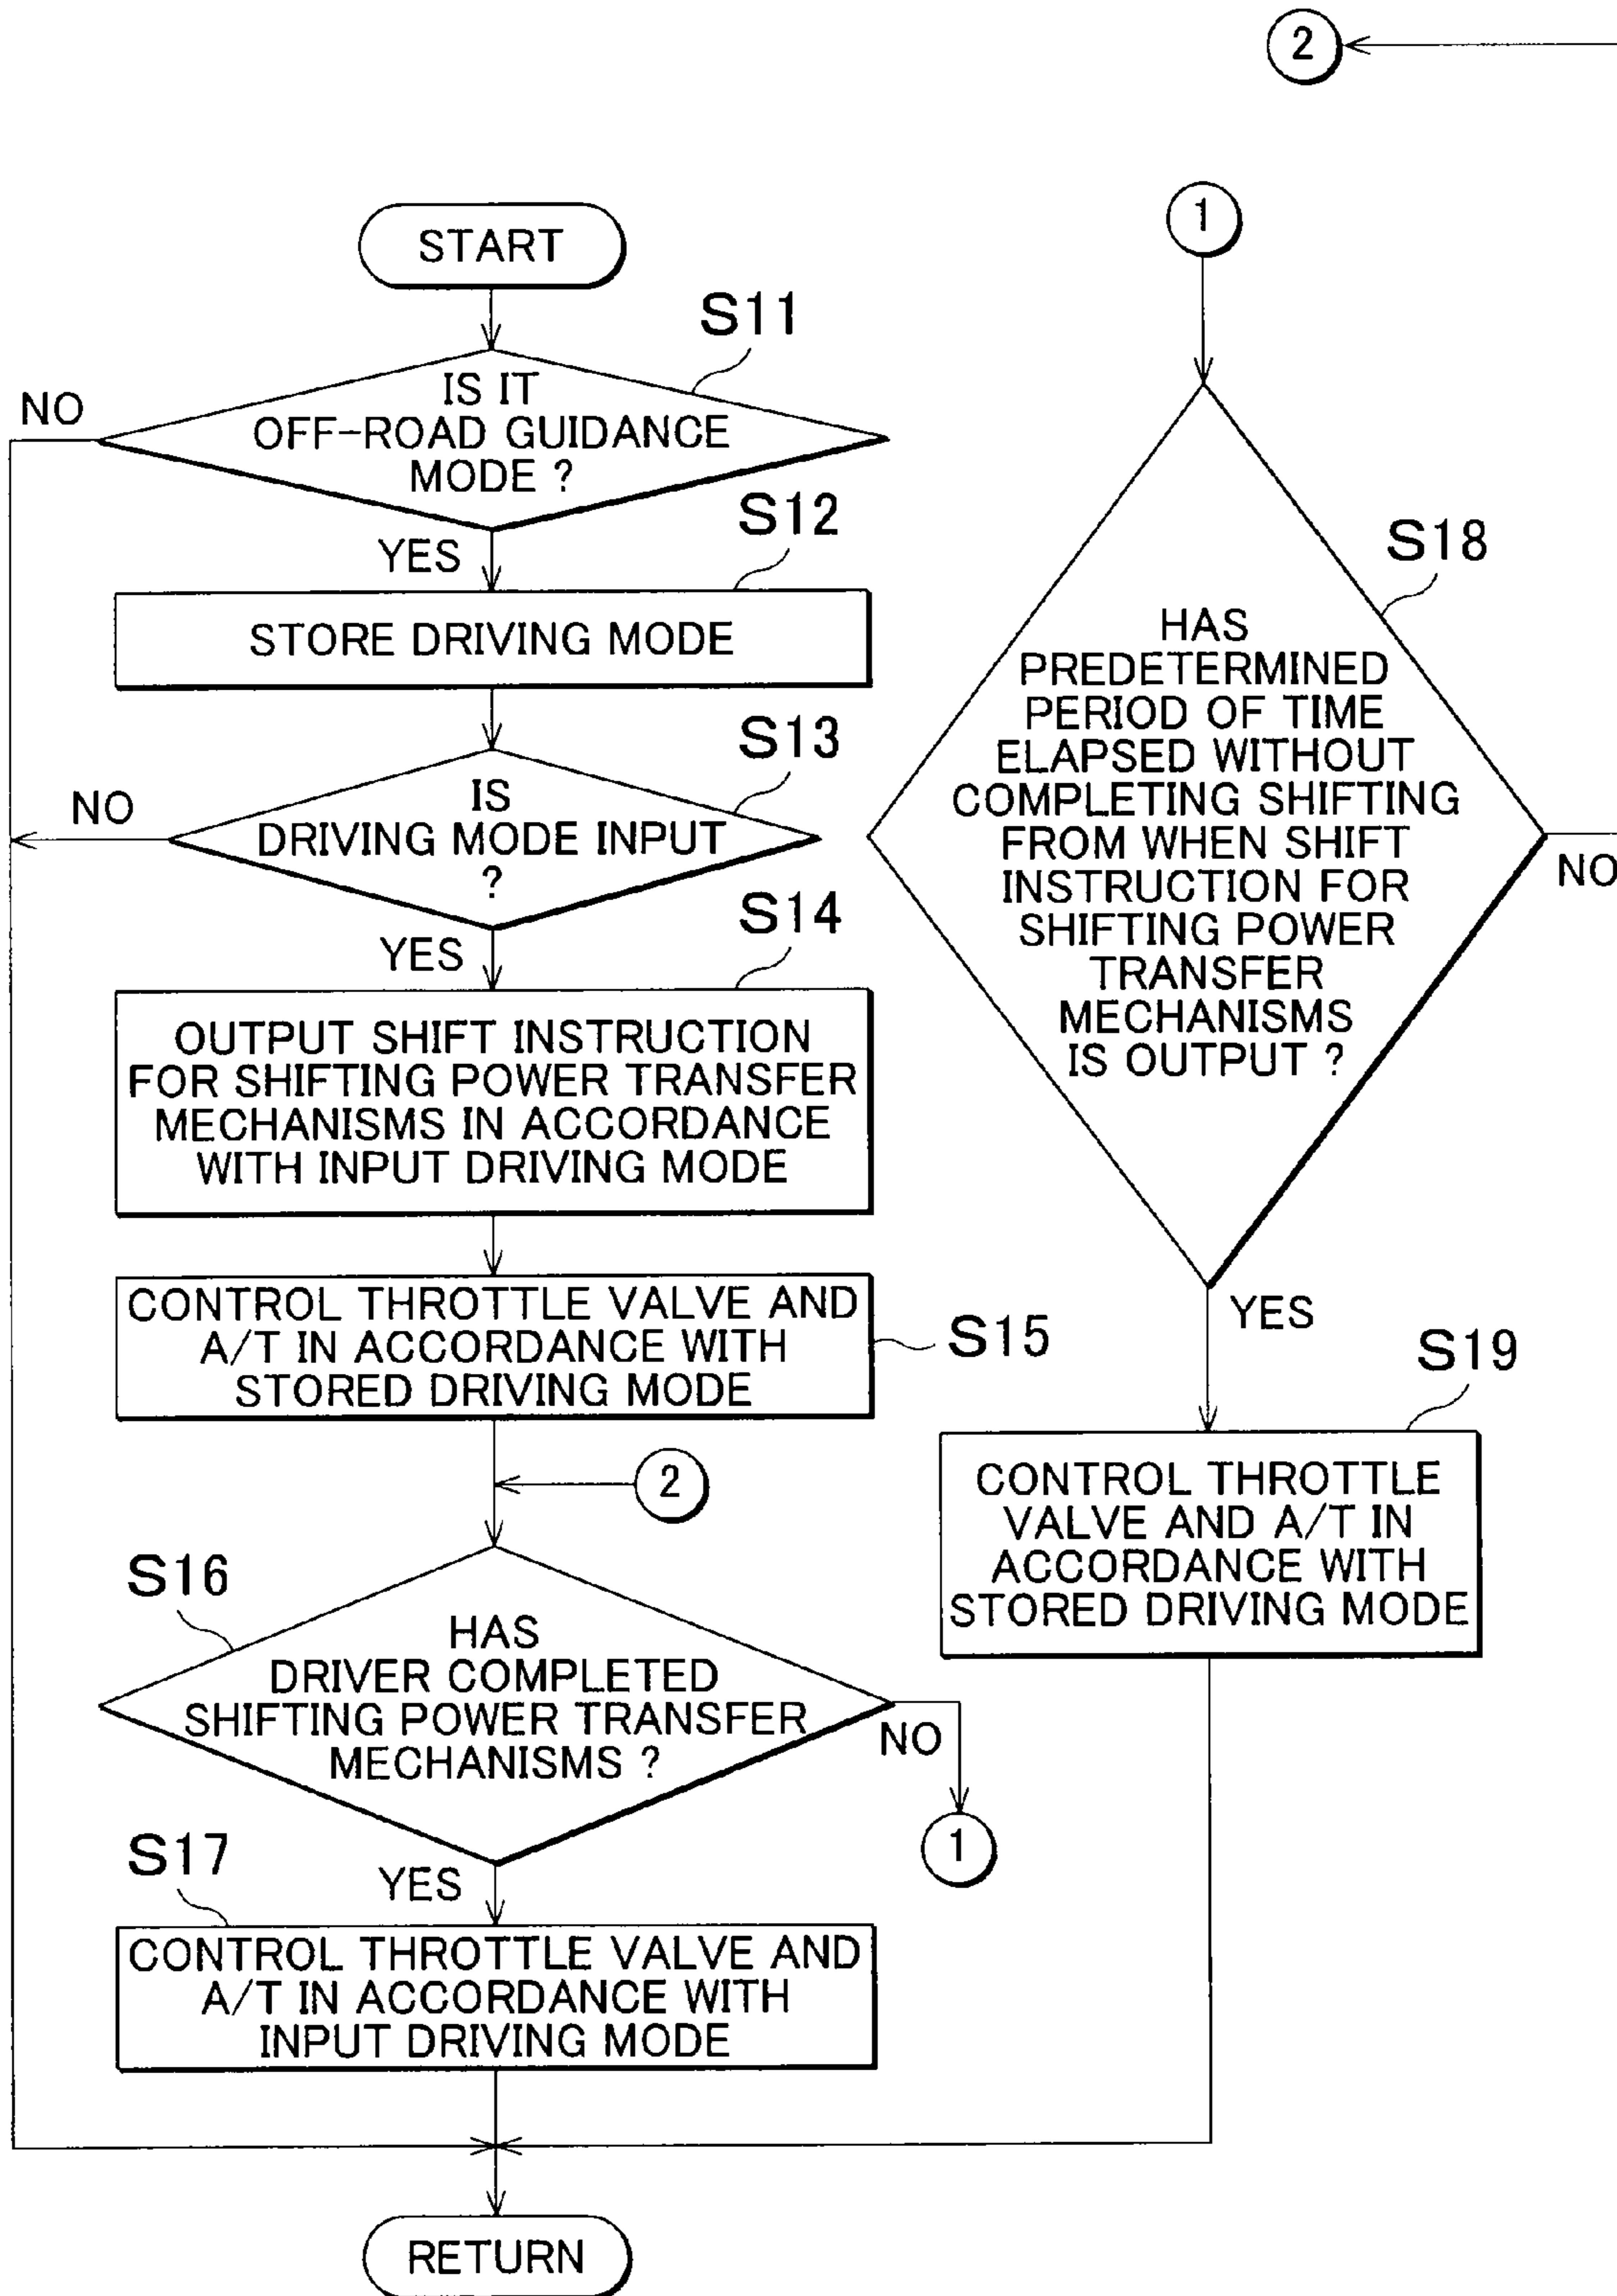 START
S11
NO
IS IT
OFF-ROAD GUIDANCE
MODE ?
YES
S12
STORE DRIVING MODE
S13
NO
IS
DRIVING MODE INPUT
?
YES
S14
OUTPUT SHIFT INSTRUCTION
FOR SHIFTING POWER TRANSFER
MECHANISMS IN ACCORDANCE
WITH INPUT DRIVING MODE
CONTROL THROTTLE VALVE AND
A/T IN ACCORDANCE WITH
STORED DRIVING MODE
S15
2
S16
HAS
DRIVER COMPLETED
SHIFTING POWER TRANSFER
MECHANISMS ?
NO
1
YES
S17
CONTROL THROTTLE VALVE AND
A/T IN ACCORDANCE WITH
INPUT DRIVING MODE
RETURN
2
1
S18
HAS
PREDETERMINED
PERIOD OF TIME
ELAPSED WITHOUT
COMPLETING SHIFTING
FROM WHEN SHIFT
INSTRUCTION FOR
SHIFTING POWER
TRANSFER
MECHANISMS
IS OUTPUT ?
NO
YES
S19
CONTROL THROTTLE
VALVE AND A/T IN
ACCORDANCE WITH
STORED DRIVING MODE